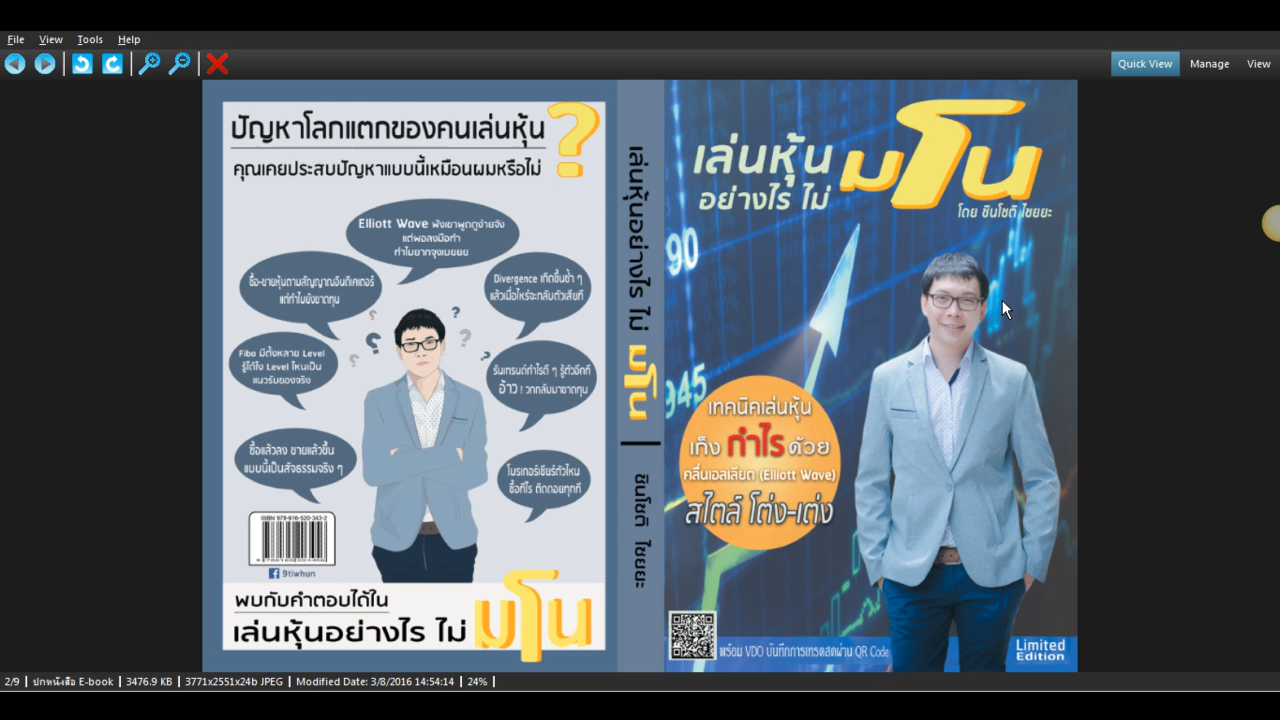 File View Tools Help
Quick View Manage View
ปัญหาโลกแตกของคนเล่นหุ้น ?
คุณเคยประสบปัญหาแบบนี้เหมือนผมหรือไม่
Elliott Wave ฟังเขาพูดดูง่ายจัง
แต่พอลงมือทำ
ทำไมยากจุงเบยยย
ซื้อ-ขายหุ้นตามสัญญาณอินดิเคเตอร์
แต่ทำไมยังขาดทุน
Divergence เกิดขึ้นซ้ำ ๆ
แล้วเมื่อไหร่จะกลับตัวเสียที
Fibo มีตั้งหลาย Level
รู้ได้ไง Level ไหนเป็น
แนวรับของจริง
รันเทรนด์กำไรดี ๆ รู้ตัวอีกที
อ้าว ! วกกลับมาขาดทุน
ซื้อแล้วลง ขายแล้วขึ้น
แบบนี้เป็นสัจธรรมจริง ๆ
โบรเกอร์เชียร์ตัวไหน
ซื้อทีไร ติดดอยทุกที
ISBN 978-616-520-343-2
9tiwhun
พบกับคำตอบได้ใน
เล่นหุ้นอย่างไร ไม่ มโน
เล่นหุ้นอย่างไร ไม่ มโน
ชินโชติ ไชยยะ
เล่นหุ้น
อย่างไร ไม่ มโน
โดย ชินโชติ ไชยยะ
90
945
เทคนิคเล่นหุ้น
เก็ง กำไร ด้วย
คลื่นเอลเลียต (Elliott Wave)
สไตล์ โต่ง-เต่ง
พร้อม VDO บันทึกการเทรดสดผ่าน QR Code
Limited
Edition
2/9 | ปกหนังสือ E-book | 3476.9 KB | 3771x2551x24b JPEG | Modified Date: 3/8/2016 14:54:14 | 24% |